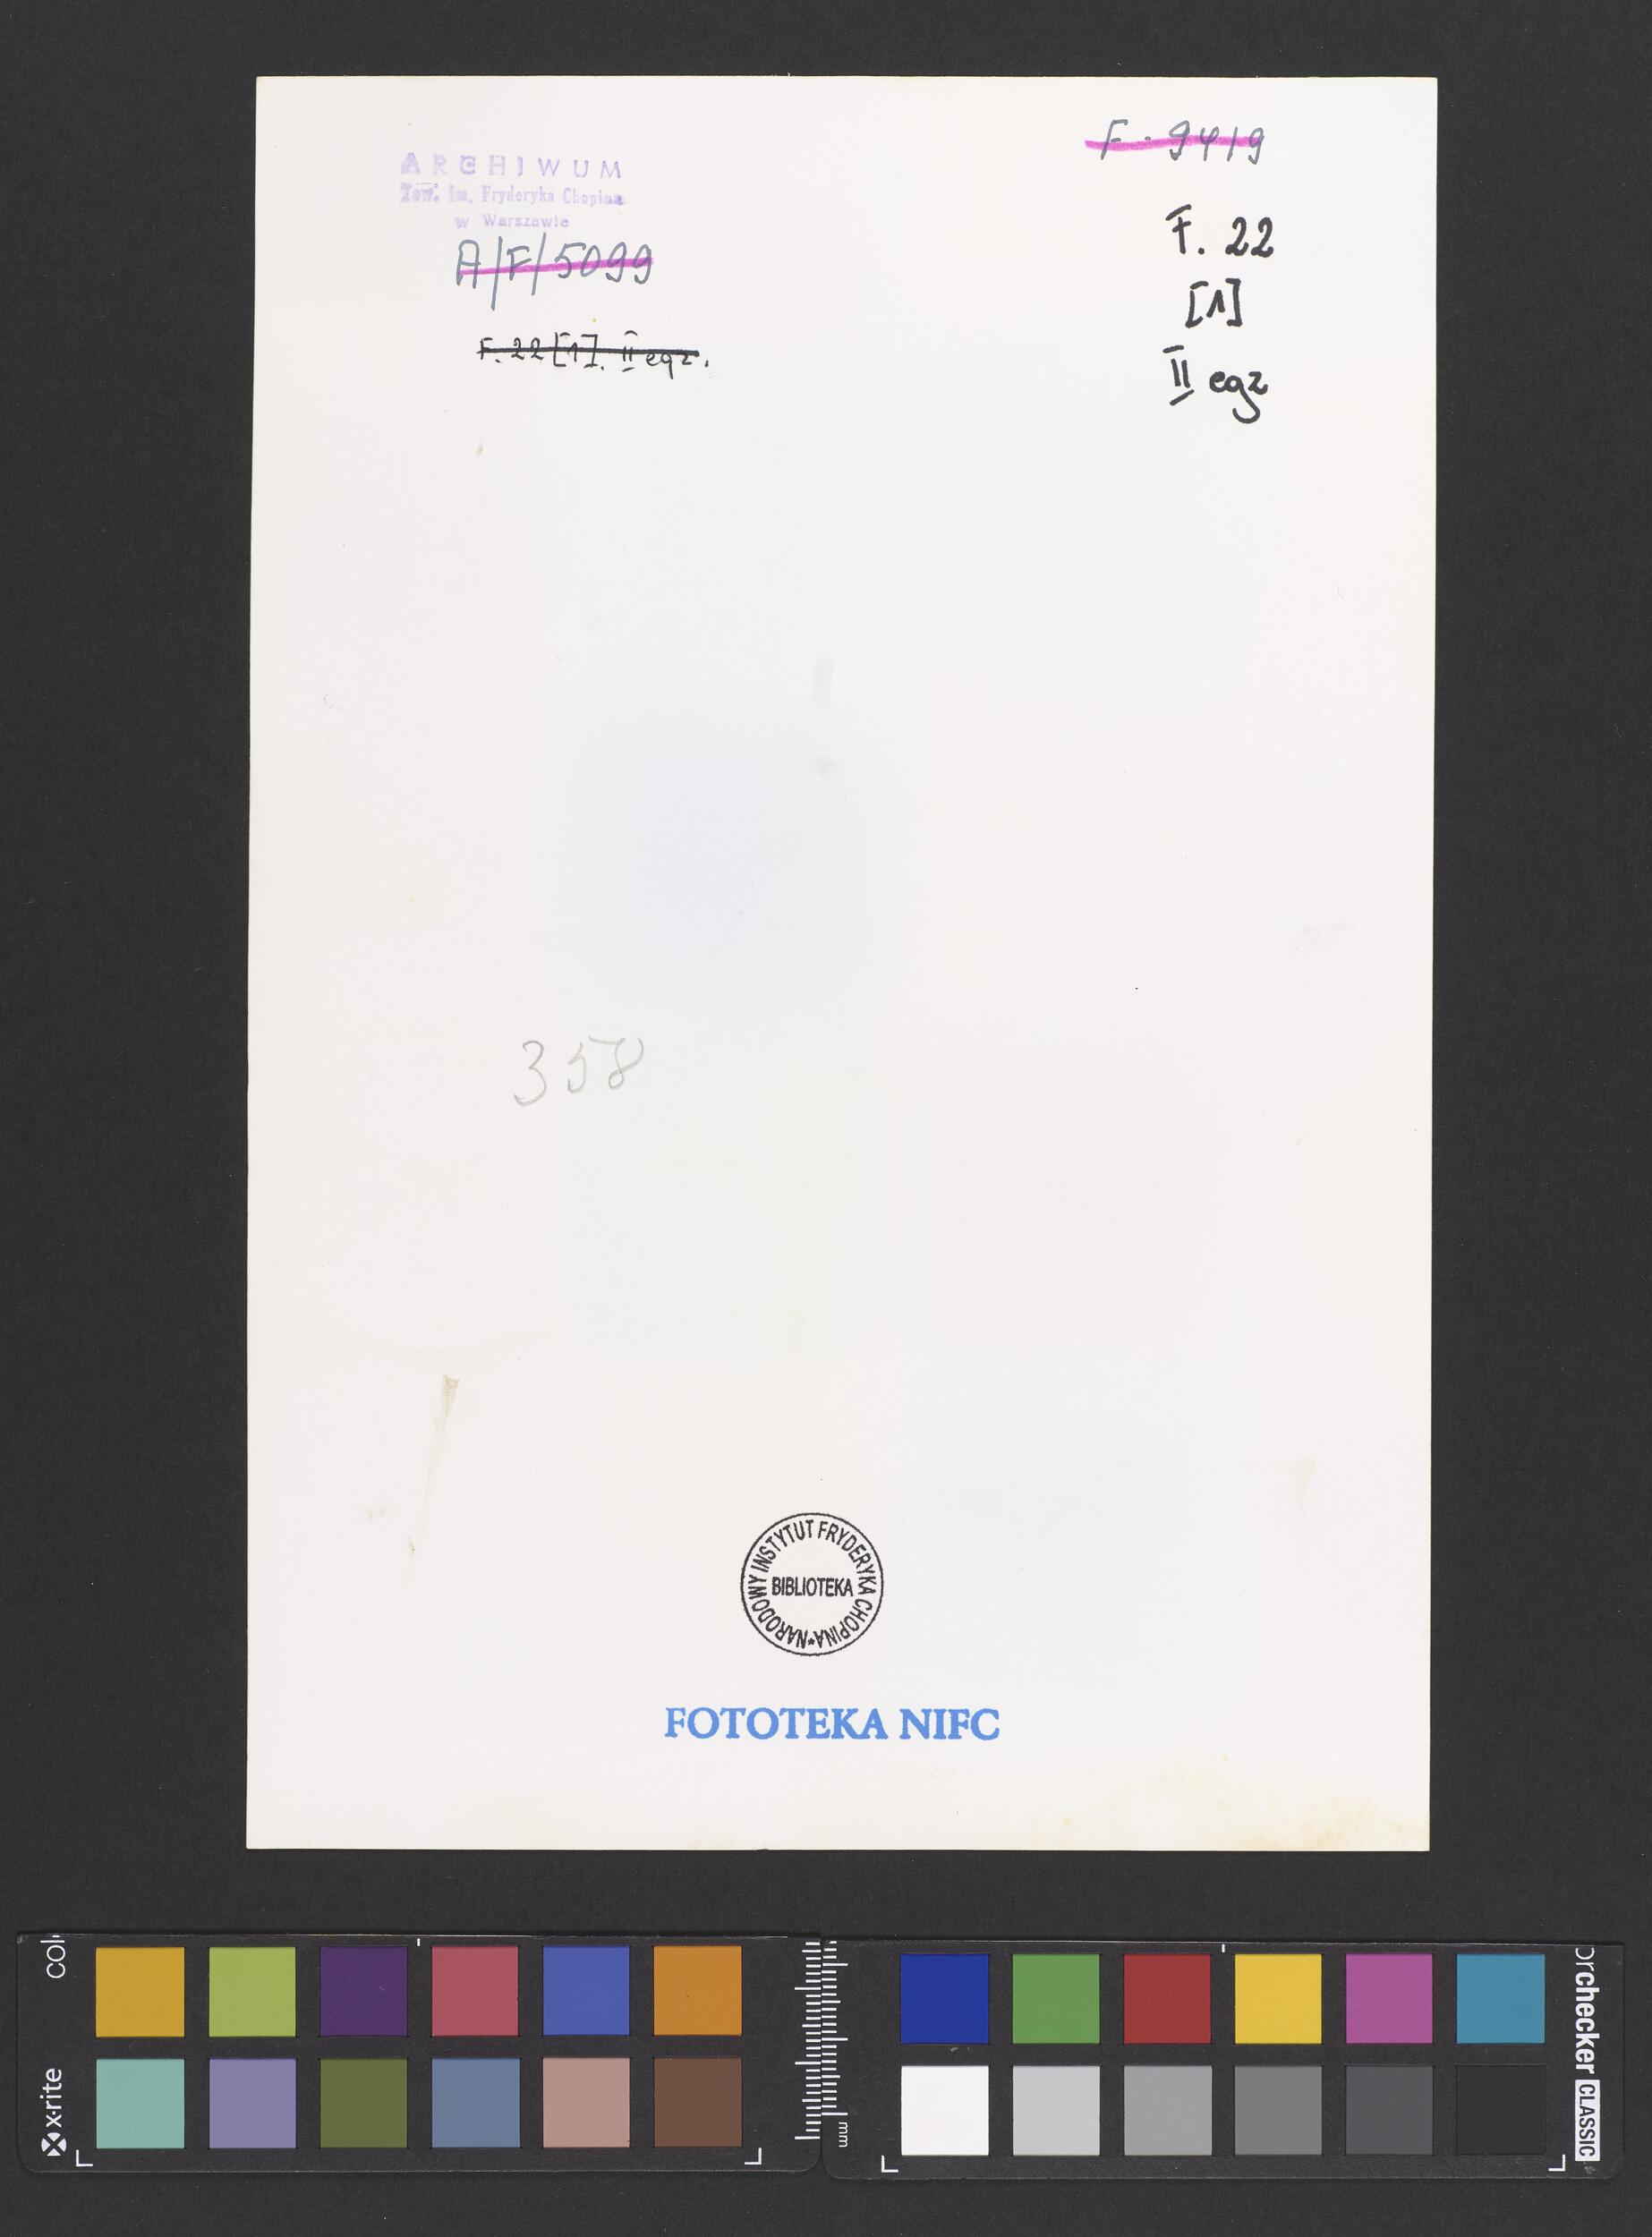 ARCHIWUM
Tow. im. Fryderyka Chopina
w Warszawie
A/F/5099
F. 22 [1]. II egz.
F. 9419
F. 22
[1]
II egz
358
NARODOWY INSTYTUT FRYDERYKA CHOPINA
BIBLIOTEKA
FOTOTEKA NIFC
x·rite
mm
checker CLASSIC